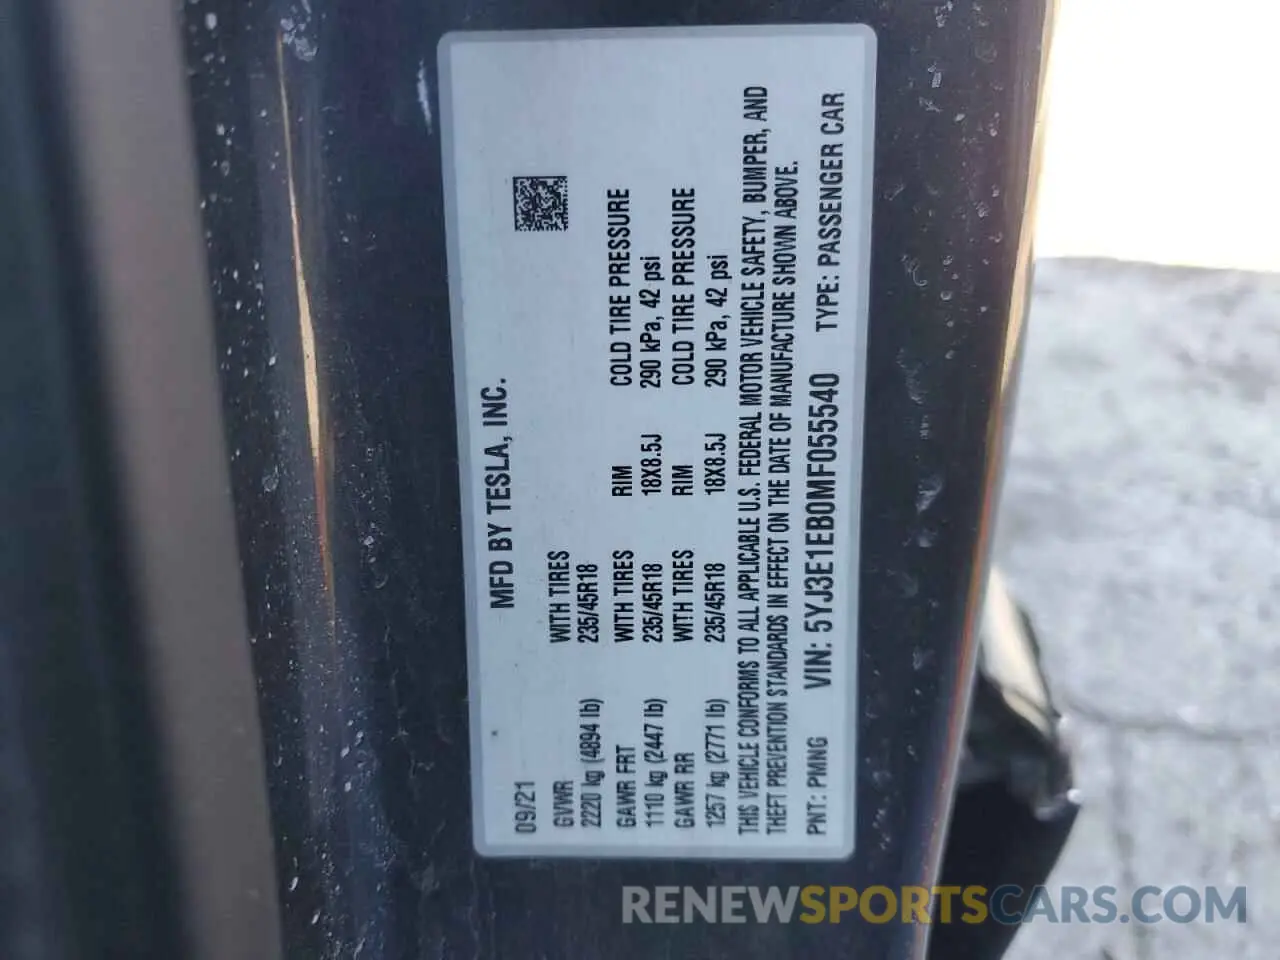 MFD BY TESLA, INC.
09/21
GVWR WITH TIRES
2220 kg (4894 lb) 235/45R18
GAWR FRT WITH TIRES RIM COLD TIRE PRESSURE
1110 kg (2447 lb) 235/45R18 18X8.5J 290 kPa, 42 psi
GAWR RR WITH TIRES RIM COLD TIRE PRESSURE
1257 kg (2771 lb) 235/45R18 18X8.5J 290 kPa, 42 psi
THIS VEHICLE CONFORMS TO ALL APPLICABLE U.S. FEDERAL MOTOR VEHICLE SAFETY, BUMPER, AND
THEFT PREVENTION STANDARDS IN EFFECT ON THE DATE OF MANUFACTURE SHOWN ABOVE.
PNT: PMNG VIN: 5YJ3E1EB0MF055540 TYPE: PASSENGER CAR
RENEWSPORTSCARS.COM